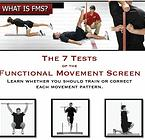 WHAT IS FMS?
The 7 Tests
of the
Functional Movement Screen
Learn whether you should train or correct
each movement pattern.